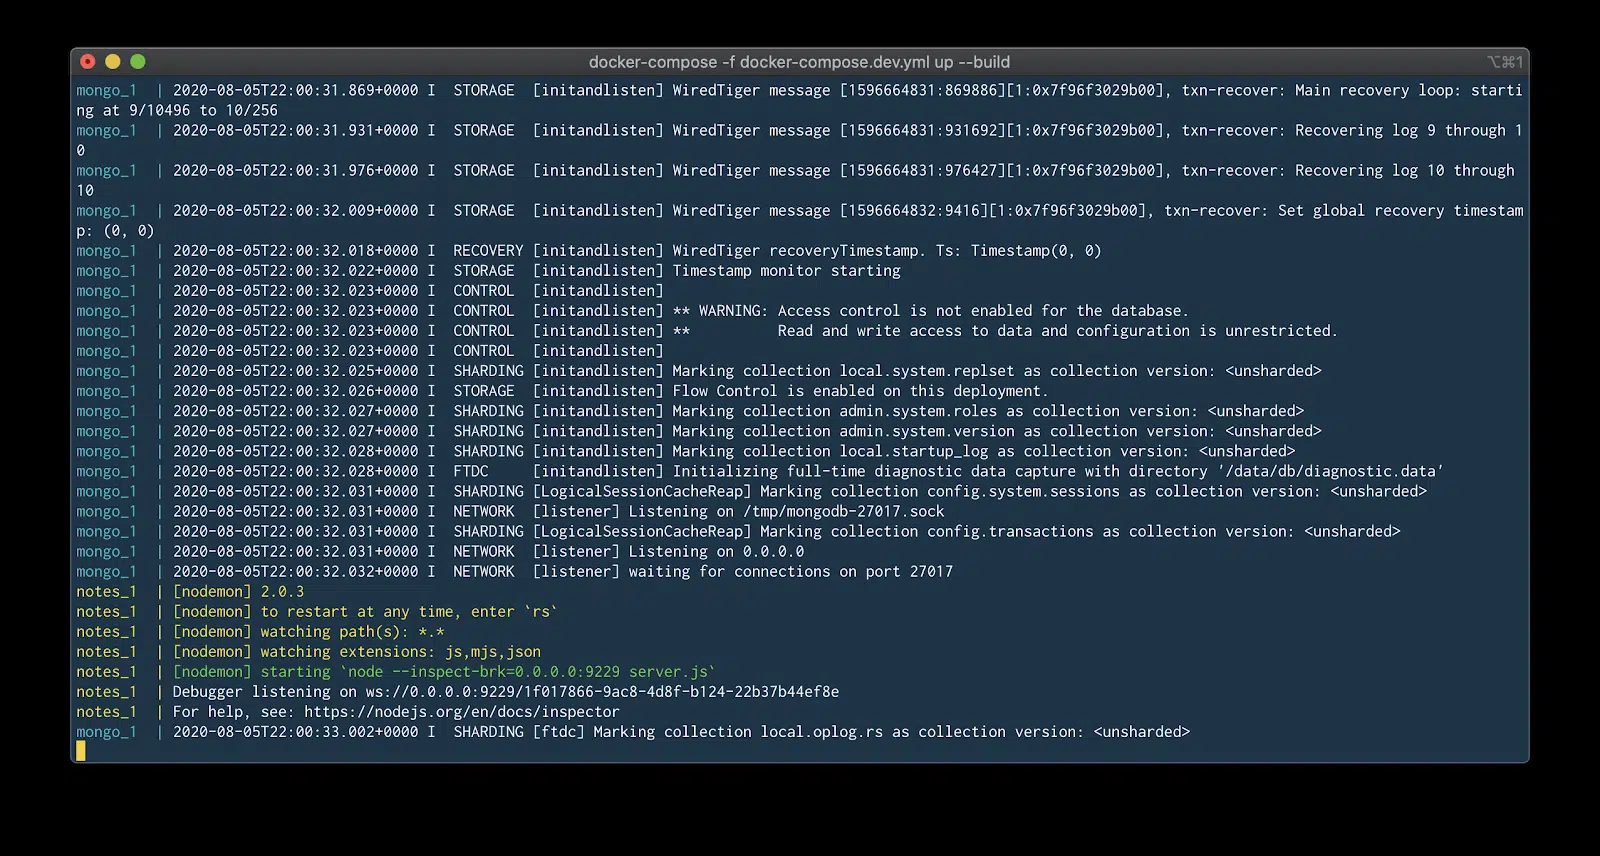 docker-compose -f docker-compose.dev.yml up --build
⌥⌘1
mongo_1  | 2020-08-05T22:00:31.869+0000 I  STORAGE  [initandlisten] WiredTiger message [1596664831:869886][1:0x7f96f3029b00], txn-recover: Main recovery loop: starti
ng at 9/10496 to 10/256
mongo_1  | 2020-08-05T22:00:31.931+0000 I  STORAGE  [initandlisten] WiredTiger message [1596664831:931692][1:0x7f96f3029b00], txn-recover: Recovering log 9 through 1
0
mongo_1  | 2020-08-05T22:00:31.976+0000 I  STORAGE  [initandlisten] WiredTiger message [1596664831:976427][1:0x7f96f3029b00], txn-recover: Recovering log 10 through
10
mongo_1  | 2020-08-05T22:00:32.009+0000 I  STORAGE  [initandlisten] WiredTiger message [1596664832:9416][1:0x7f96f3029b00], txn-recover: Set global recovery timestam
p: (0, 0)
mongo_1  | 2020-08-05T22:00:32.018+0000 I  RECOVERY [initandlisten] WiredTiger recoveryTimestamp. Ts: Timestamp(0, 0)
mongo_1  | 2020-08-05T22:00:32.022+0000 I  STORAGE  [initandlisten] Timestamp monitor starting
mongo_1  | 2020-08-05T22:00:32.023+0000 I  CONTROL  [initandlisten]
mongo_1  | 2020-08-05T22:00:32.023+0000 I  CONTROL  [initandlisten] ** WARNING: Access control is not enabled for the database.
mongo_1  | 2020-08-05T22:00:32.023+0000 I  CONTROL  [initandlisten] **          Read and write access to data and configuration is unrestricted.
mongo_1  | 2020-08-05T22:00:32.023+0000 I  CONTROL  [initandlisten]
mongo_1  | 2020-08-05T22:00:32.025+0000 I  SHARDING [initandlisten] Marking collection local.system.replset as collection version: <unsharded>
mongo_1  | 2020-08-05T22:00:32.026+0000 I  STORAGE  [initandlisten] Flow Control is enabled on this deployment.
mongo_1  | 2020-08-05T22:00:32.027+0000 I  SHARDING [initandlisten] Marking collection admin.system.roles as collection version: <unsharded>
mongo_1  | 2020-08-05T22:00:32.027+0000 I  SHARDING [initandlisten] Marking collection admin.system.version as collection version: <unsharded>
mongo_1  | 2020-08-05T22:00:32.028+0000 I  SHARDING [initandlisten] Marking collection local.startup_log as collection version: <unsharded>
mongo_1  | 2020-08-05T22:00:32.028+0000 I  FTDC     [initandlisten] Initializing full-time diagnostic data capture with directory '/data/db/diagnostic.data'
mongo_1  | 2020-08-05T22:00:32.031+0000 I  SHARDING [LogicalSessionCacheReap] Marking collection config.system.sessions as collection version: <unsharded>
mongo_1  | 2020-08-05T22:00:32.031+0000 I  NETWORK  [listener] Listening on /tmp/mongodb-27017.sock
mongo_1  | 2020-08-05T22:00:32.031+0000 I  SHARDING [LogicalSessionCacheReap] Marking collection config.transactions as collection version: <unsharded>
mongo_1  | 2020-08-05T22:00:32.031+0000 I  NETWORK  [listener] Listening on 0.0.0.0
mongo_1  | 2020-08-05T22:00:32.032+0000 I  NETWORK  [listener] waiting for connections on port 27017
notes_1  | [nodemon] 2.0.3
notes_1  | [nodemon] to restart at any time, enter `rs`
notes_1  | [nodemon] watching path(s): *.*
notes_1  | [nodemon] watching extensions: js,mjs,json
notes_1  | [nodemon] starting `node --inspect-brk=0.0.0.0:9229 server.js`
notes_1  | Debugger listening on ws://0.0.0.0:9229/1f017866-9ac8-4d8f-b124-22b37b44ef8e
notes_1  | For help, see: https://nodejs.org/en/docs/inspector
mongo_1  | 2020-08-05T22:00:33.002+0000 I  SHARDING [ftdc] Marking collection local.oplog.rs as collection version: <unsharded>